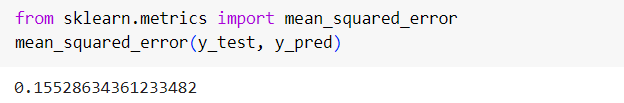 from sklearn.metrics import mean_squared_error
mean_squared_error(y_test, y_pred)
0.15528634361233482